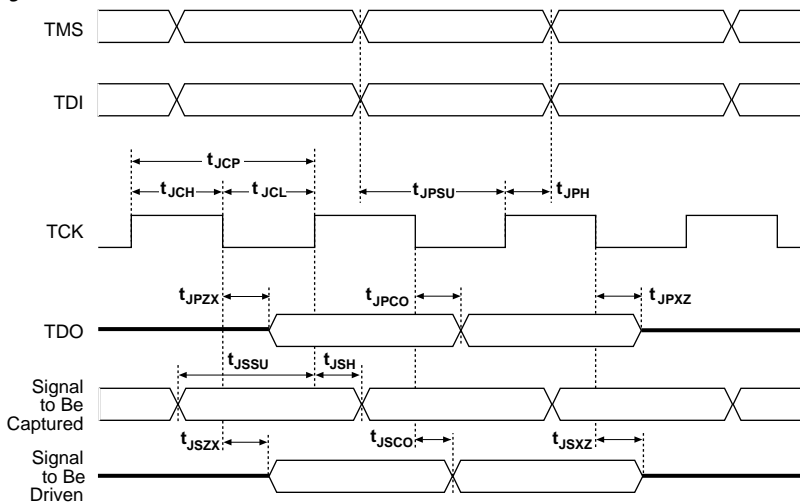 TMS
TDI
tJCP
tJCH
tJCL
tJPSU
tJPH
TCK
tJPZX
tJPCO
tJPXZ
TDO
tJSSU
tJSH
Signal
to Be
Captured
tJSZX
tJSCO
tJSXZ
Signal
to Be
Driven